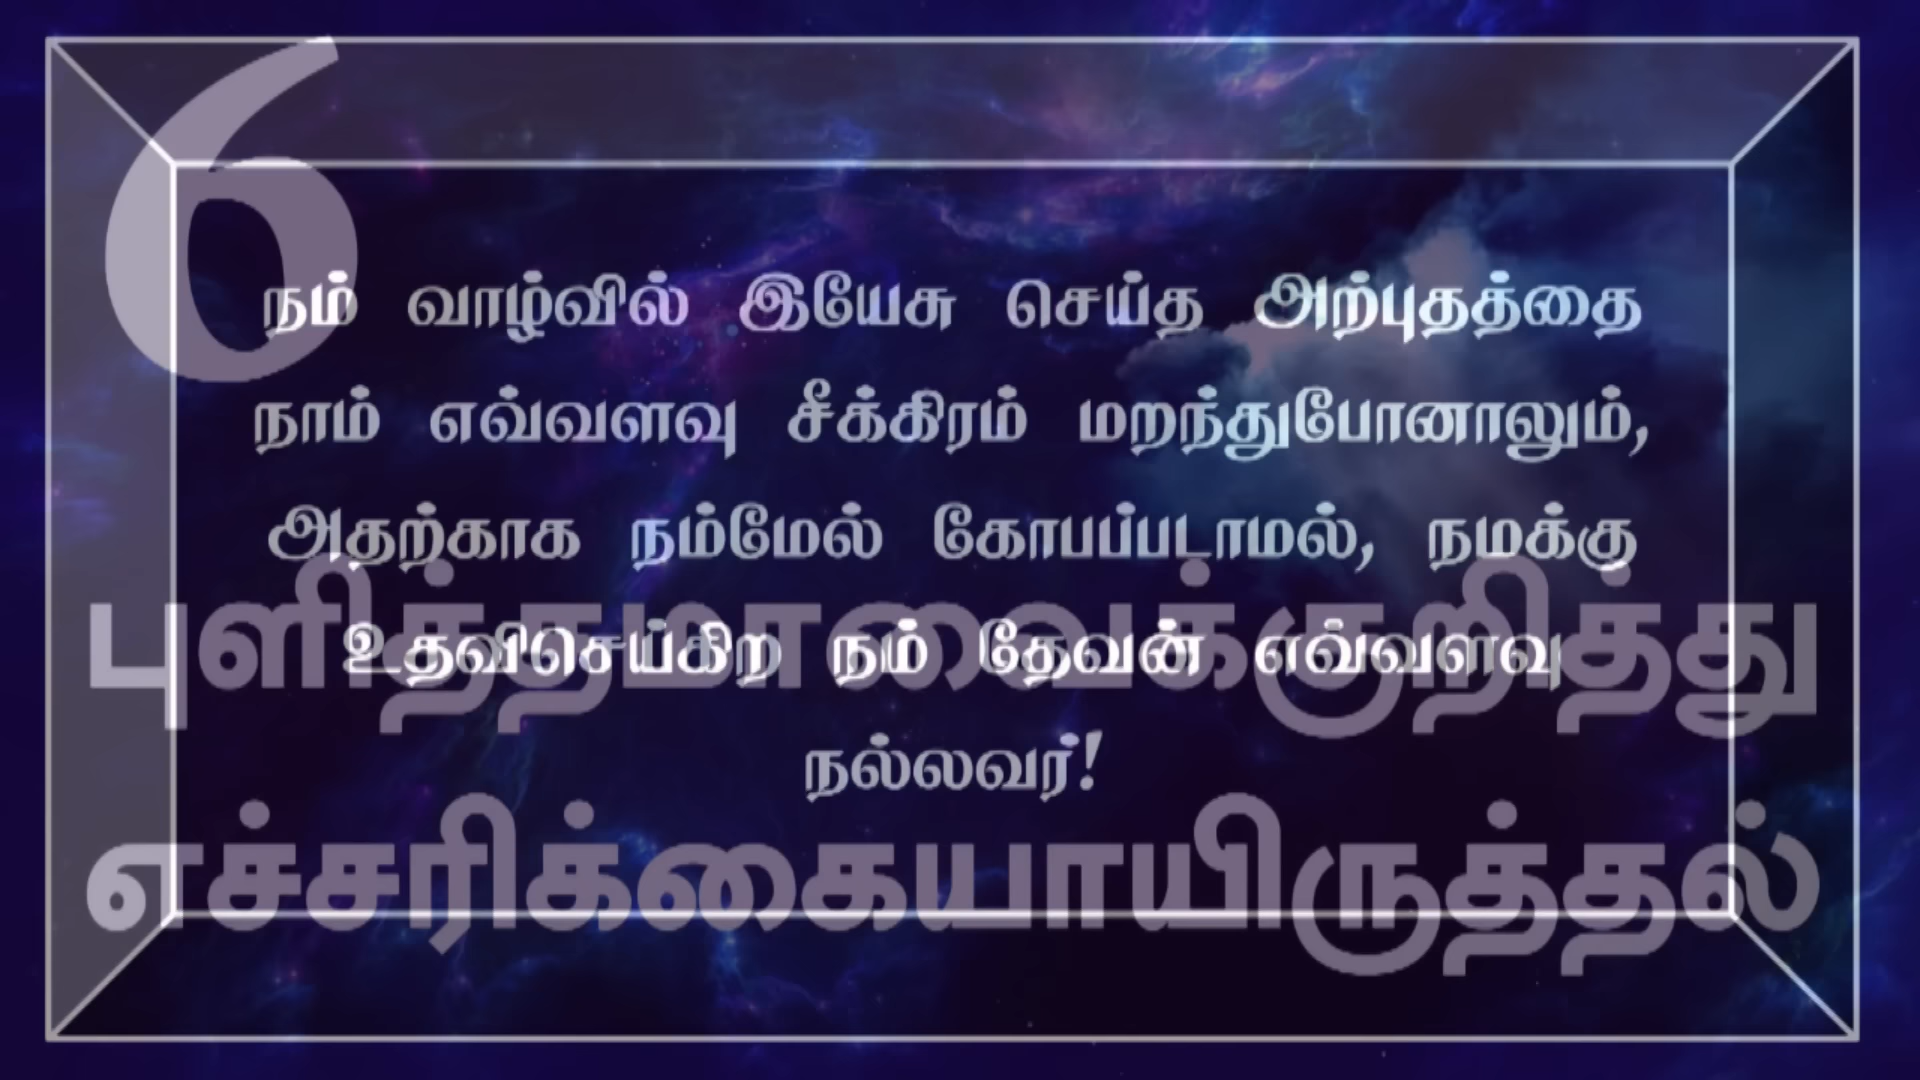 6
நம் வாழ்வில் இயேசு செய்த அற்புதத்தை
நாம் எவ்வளவு சீக்கிரம் மறந்துபோனாலும்,
அதற்காக நம்மேல் கோபப்படாமல், நமக்கு
உதவிசெய்கிற நம் தேவன் எவ்வளவு
நல்லவர்!
புளித்தமாவைக்குறித்து
எச்சரிக்கையாயிருத்தல்